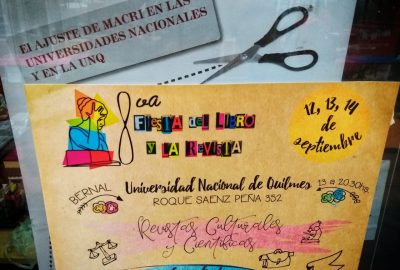 EL AJUSTE DE MACRI EN LAS
UNIVERSIDADES NACIONALES
Y EN LA UNQ
8va
FIESTA del LIBRO
y LA REVISTA
12, 13, 14
de
septiembre
BERNAL
Universidad Nacional de Quilmes
ROQUE SAENZ PEÑA 352
13 a 20:30hs.
Revistas Culturales
y Científicas